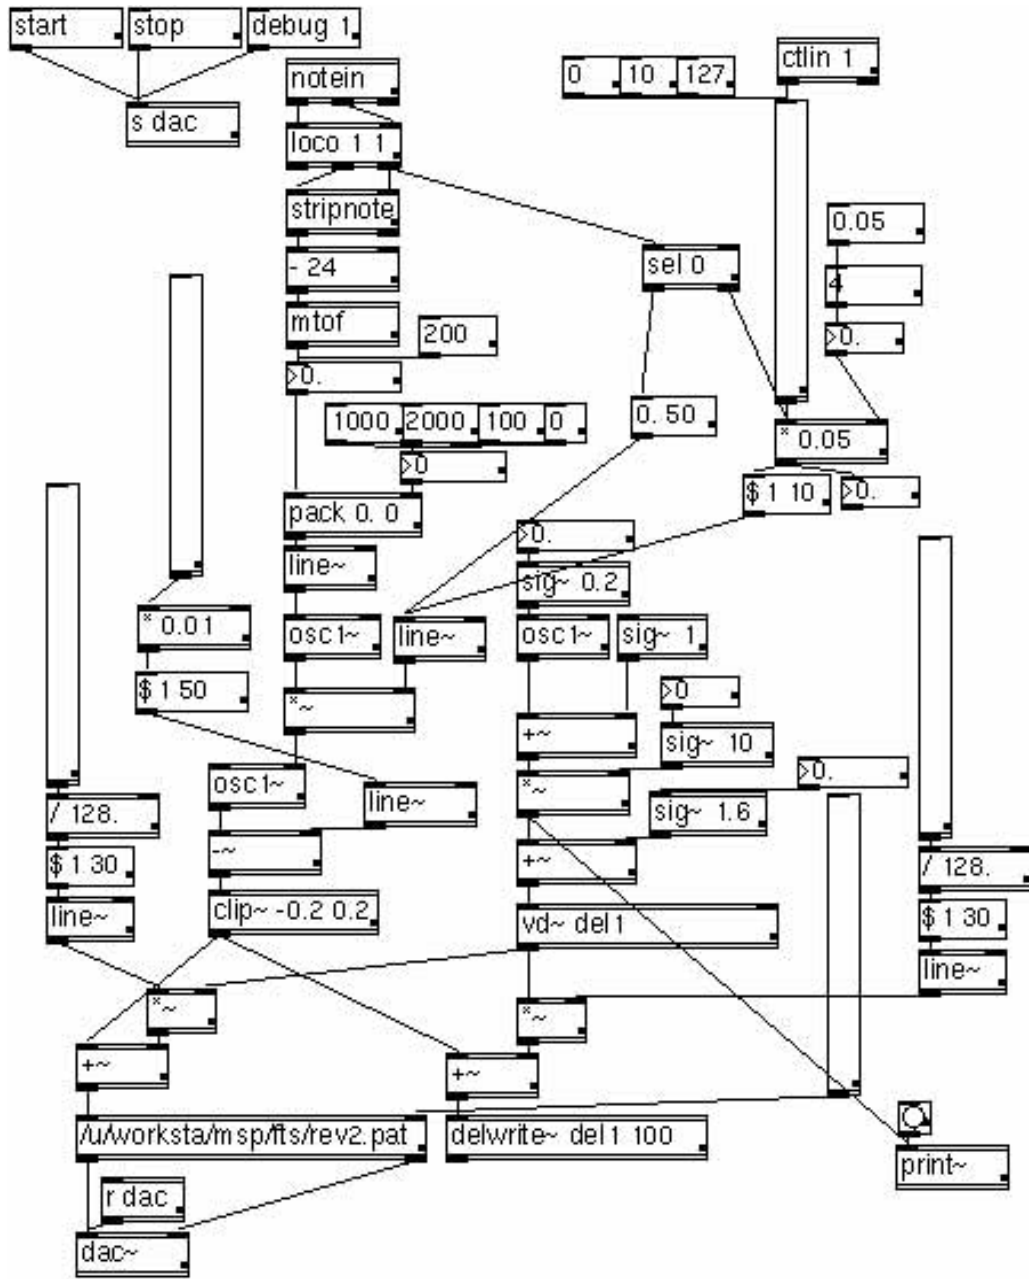 start
stop
debug 1
s dac
notein
0
10
127
ctlin 1
loco 1 1
stripnote
- 24
sel 0
0.05
4
mtof
200
>0.
>0.
1000
2000
100
0
0. 50
* 0.05
>0
pack 0. 0
$ 1 10
>0.
line~
>0.
sig~ 0.2
* 0.01
osc1~
line~
osc1~
sig~ 1
$ 1 50
*~
>0
+~
sig~ 10
osc1~
line~
*~
>0.
/ 128.
-~
sig~ 1.6
+~
$ 1 30
/ 128.
line~
clip~ -0.2 0.2
vd~ del1
$ 1 30
line~
*~
*~
+~
+~
/u/worksta/msp/fts/rev2.pat
delwrite~ del1 100
print~
r dac
dac~